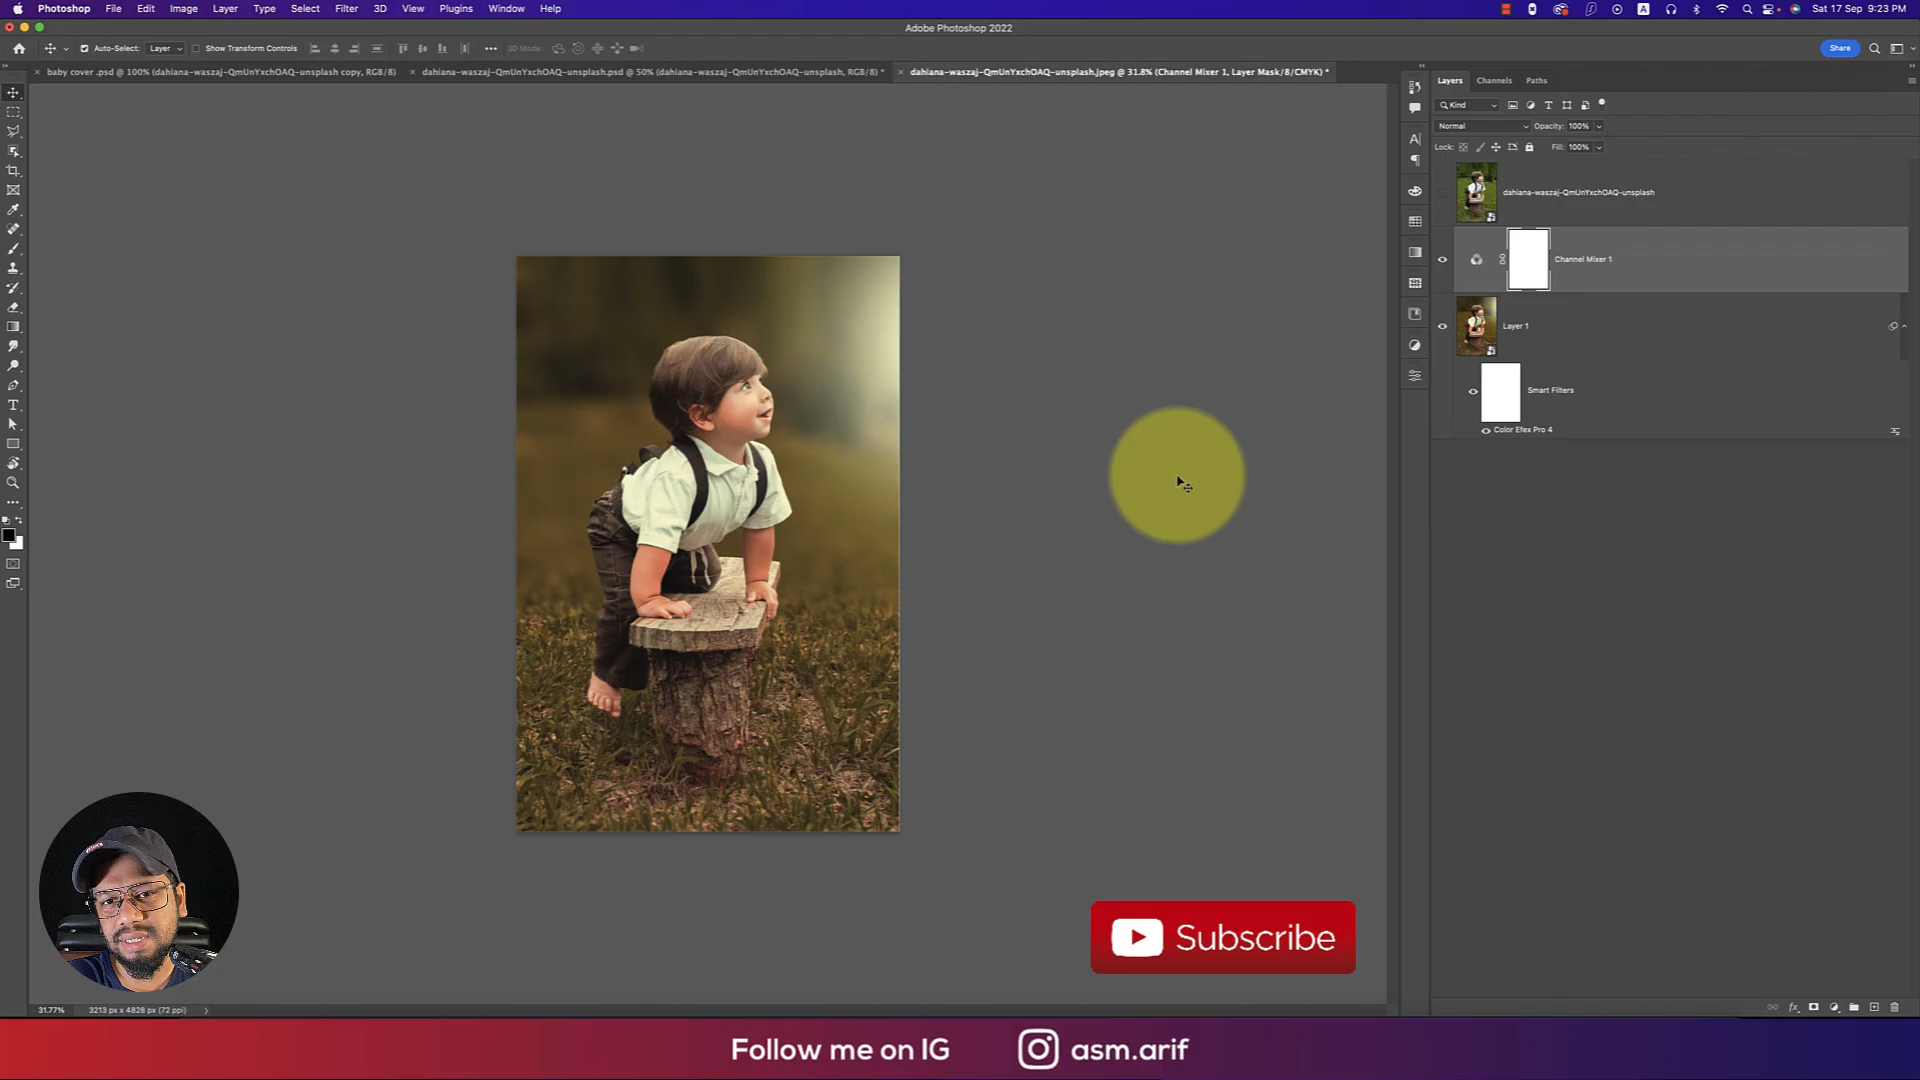 Photoshop File Edit Image Layer Type Select Filter 3D View Plugins Window Help
A Sat 17 Sep 9:23 PM
Adobe Photoshop 2022
Auto-Select: Layer Show Transform Controls 3D Mode: Share
baby cover .psd @ 100% (dahiana-waszaj-QmUnYxchOAQ-unsplash copy, RGB/8)
dahiana-waszaj-QmUnYxchOAQ-unsplash.psd @ 50% (dahiana-waszaj-QmUnYxchOAQ-unsplash, RGB/8) *
dahiana-waszaj-QmUnYxchOAQ-unsplash.jpeg @ 31.8% (Channel Mixer 1, Layer Mask/8/CMYK) *
Layers Channels Paths
Kind
Normal Opacity: 100%
Lock: Fill: 100%
dahiana-waszaj-QmUnYxchOAQ-unsplash
Channel Mixer 1
Layer 1
Smart Filters
Color Efex Pro 4
Subscribe
31.77% 3213 px x 4828 px (72 ppi)
Follow me on IG asm.arif